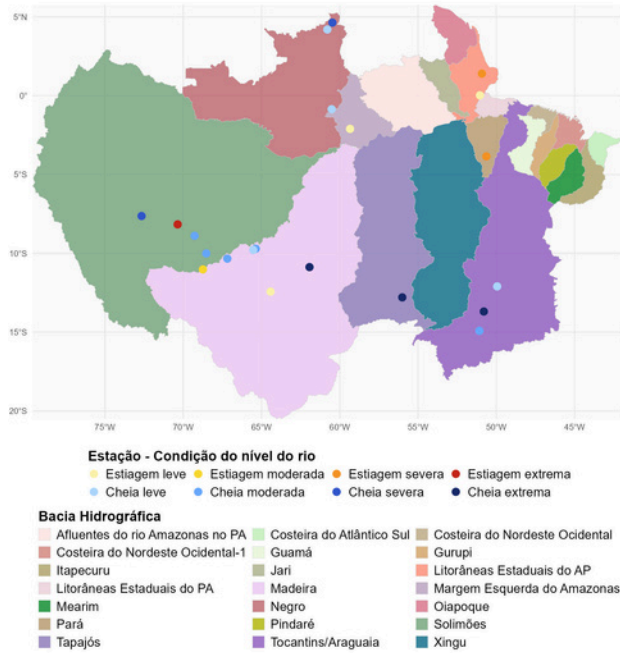 5°N
0°
5°S
10°S
15°S
20°S
75°W 70°W 65°W 60°W 55°W 50°W 45°W
Estação - Condição do nível do rio
Estiagem leve Estiagem moderada Estiagem severa Estiagem extrema
Cheia leve Cheia moderada Cheia severa Cheia extrema
Bacia Hidrográfica
Afluentes do rio Amazonas no PA Costeira do Atlântico Sul Costeira do Nordeste Ocidental
Costeira do Nordeste Ocidental-1 Guamá Gurupi
Itapecuru Jari Litorâneas Estaduais do AP
Litorâneas Estaduais do PA Madeira Margem Esquerda do Amazonas
Mearim Negro Oiapoque
Pará Pindaré Solimões
Tapajós Tocantins/Araguaia Xingu